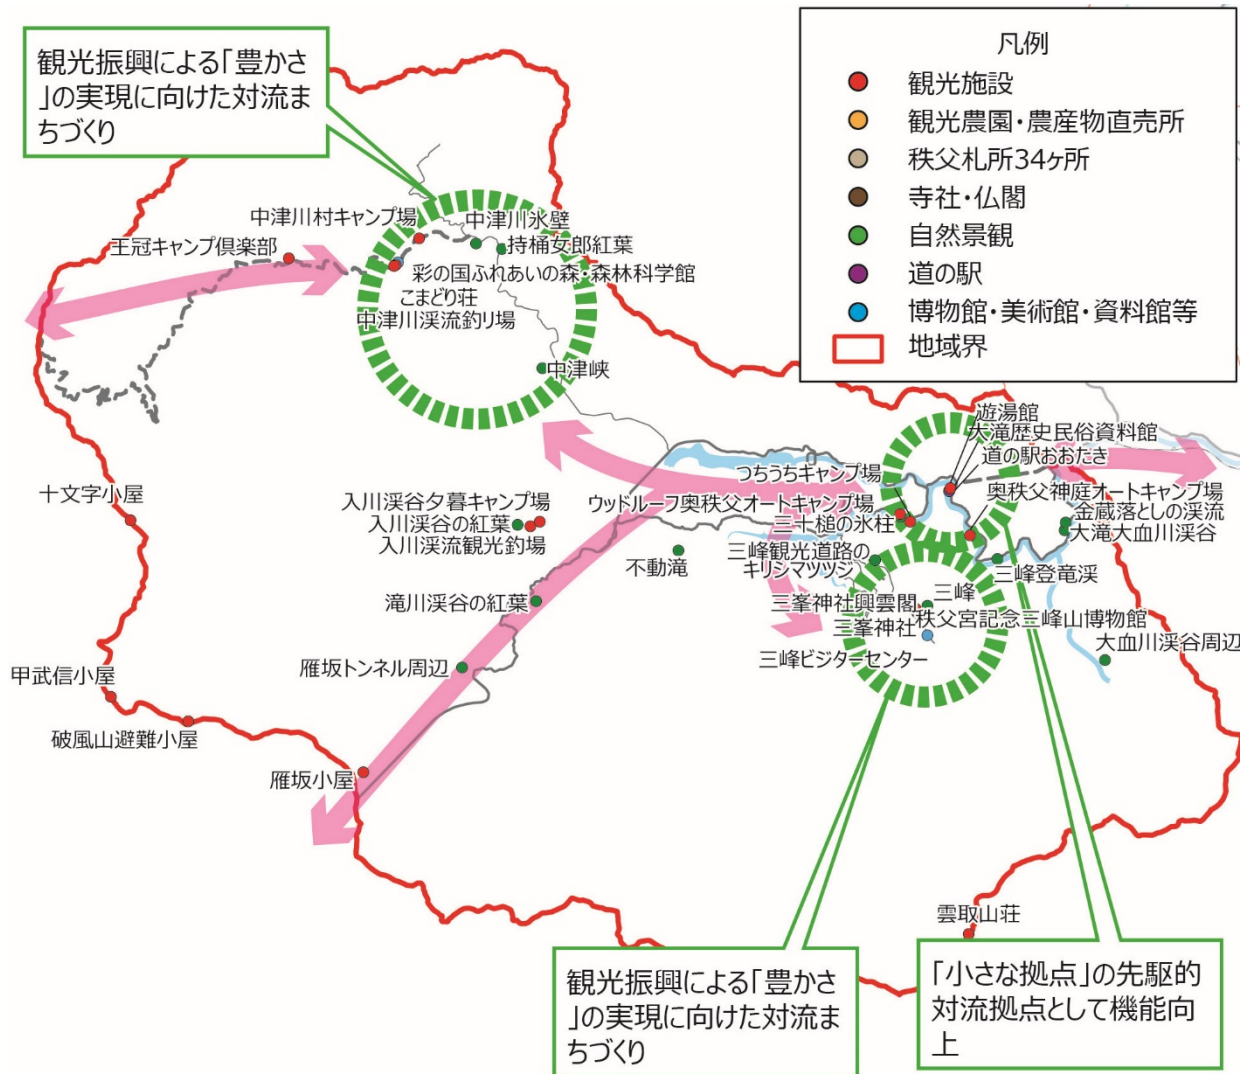 観光振興による「豊かさ
」の実現に向けた対流ま
ちづくり
凡例
観光施設
観光農園・農産物直売所
秩父札所34ヶ所
寺社・仏閣
自然景観
道の駅
博物館・美術館・資料館等
地域界
中津川村キャンプ場
中津川氷壁
王冠キャンプ倶楽部
持桶女郎紅葉
彩の国ふれあいの森・森林科学館
こまどり荘
中津川渓流釣り場
中津峡
遊湯館
大滝歴史民俗資料館
道の駅おおたき
つちうちキャンプ場
十文字小屋
入川渓谷夕暮キャンプ場
ウッドルーフ奥秩父オートキャンプ場
奥秩父神庭オートキャンプ場
入川渓谷の紅葉
三十槌の氷柱
金蔵落としの渓流
入川渓流観光釣場
大滝大血川渓谷
不動滝
三峰観光道路の
キリンマツツジ
三峰登竜渓
滝川渓谷の紅葉
三峯神社興雲閣
三峰
秩父宮記念三峰山博物館
三峯神社
大血川渓谷周辺
雁坂トンネル周辺
三峰ビジターセンター
甲武信小屋
破風山避難小屋
雁坂小屋
雲取山荘
観光振興による「豊かさ
」の実現に向けた対流ま
ちづくり
「小さな拠点」の先駆的
対流拠点として機能向
上